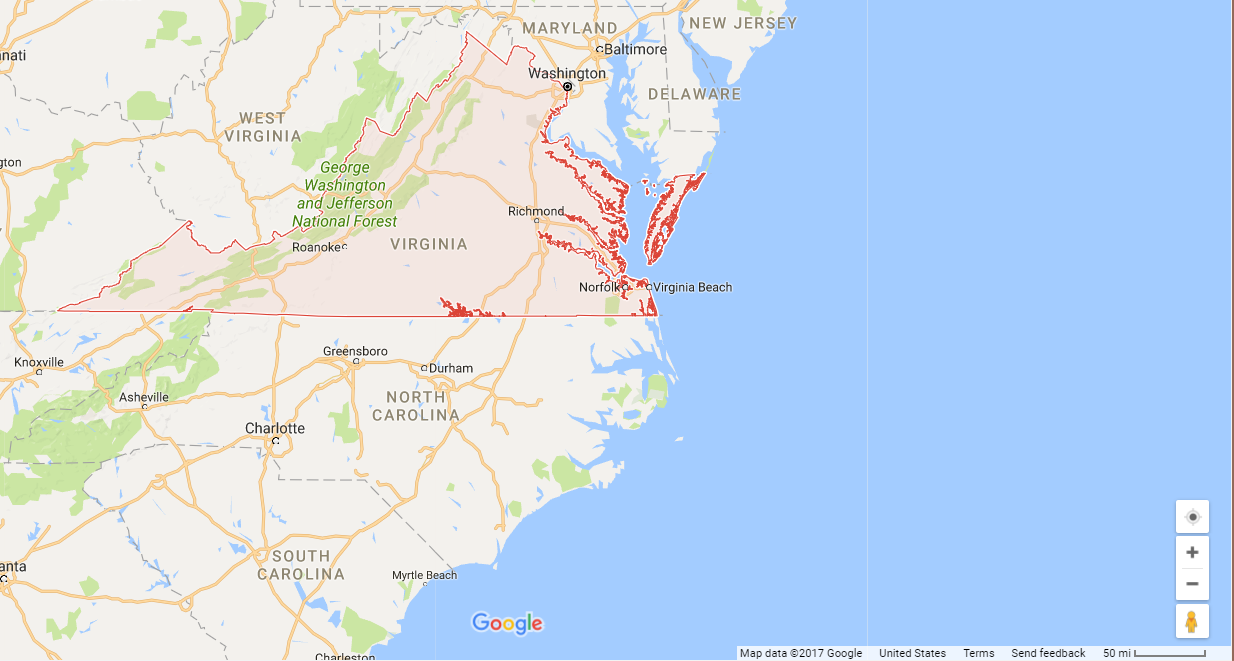 MARYLAND
NEW JERSEY
nati
Baltimore
Washington
DELAWARE
WEST
VIRGINIA
gton
George
Washington
and Jefferson
National Forest
Richmond
Roanoke
VIRGINIA
Norfolk
Virginia Beach
Greensboro
Knoxville
Durham
Asheville
NORTH
CAROLINA
Charlotte
SOUTH
CAROLINA
anta
Myrtle Beach
Google
Charleston
Map data ©2017 Google United States Terms Send feedback 50 mi